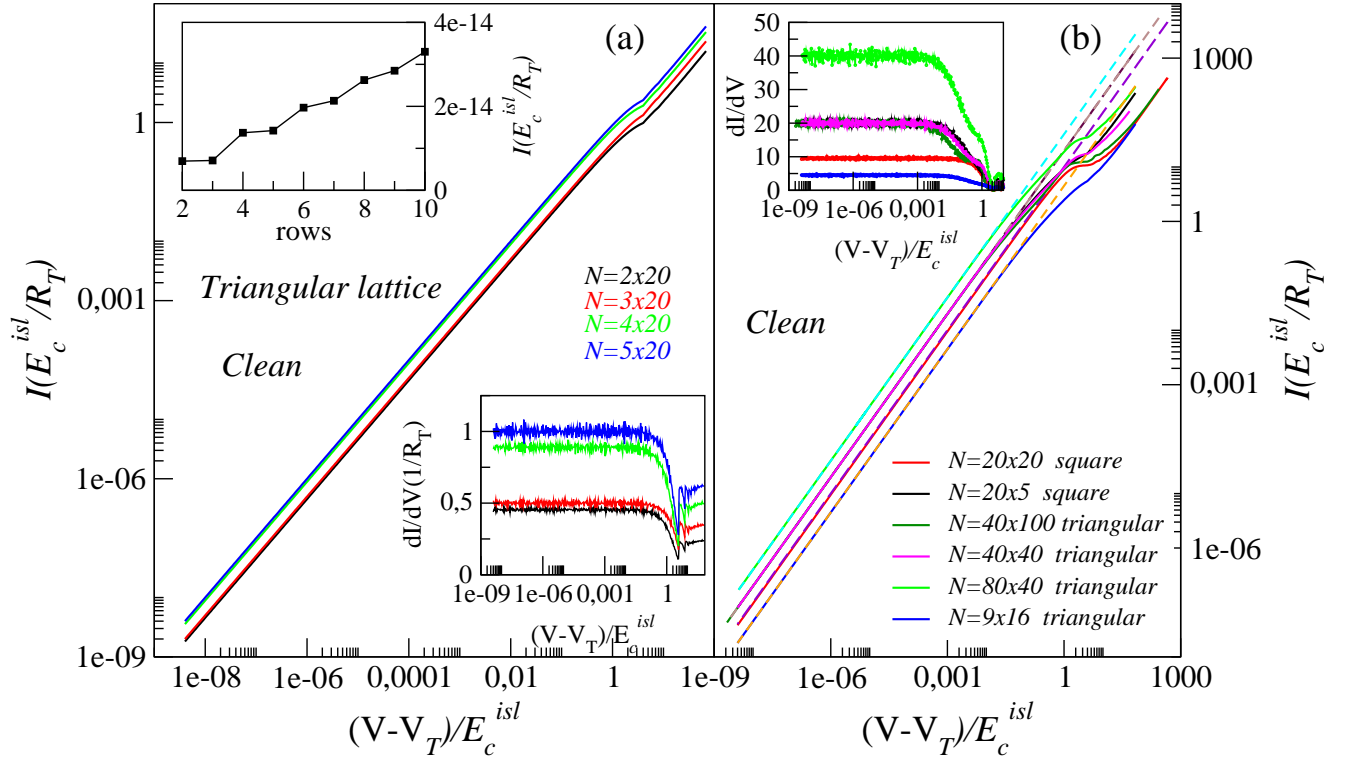 (a)
I(E_c^{isl}/R_T)
1
0,001
1e-06
1e-09
1e-08
1e-06
0,0001
0,01
1
(V-V_T)/E_c^{isl}
4e-14
2e-14
0
I(E_c^{isl}/R_T)
2
4
6
8
10
rows
Triangular lattice
Clean
N=2x20
N=3x20
N=4x20
N=5x20
dI/dV(1/R_T)
1
0,5
0
1e-09
1e-06
0,001
1
(V-V_T)/E_c^{isl}
(b)
dI/dV
50
40
30
20
10
0
1e-09
1e-06
0,001
1
(V-V_T)/E_c^{isl}
Clean
1000
1
0,001
1e-06
I(E_c^{isl}/R_T)
N=20x20 square
N=20x5 square
N=40x100 triangular
N=40x40 triangular
N=80x40 triangular
N=9x16 triangular
1e-09
1e-06
0,001
1
1000
(V-V_T)/E_c^{isl}